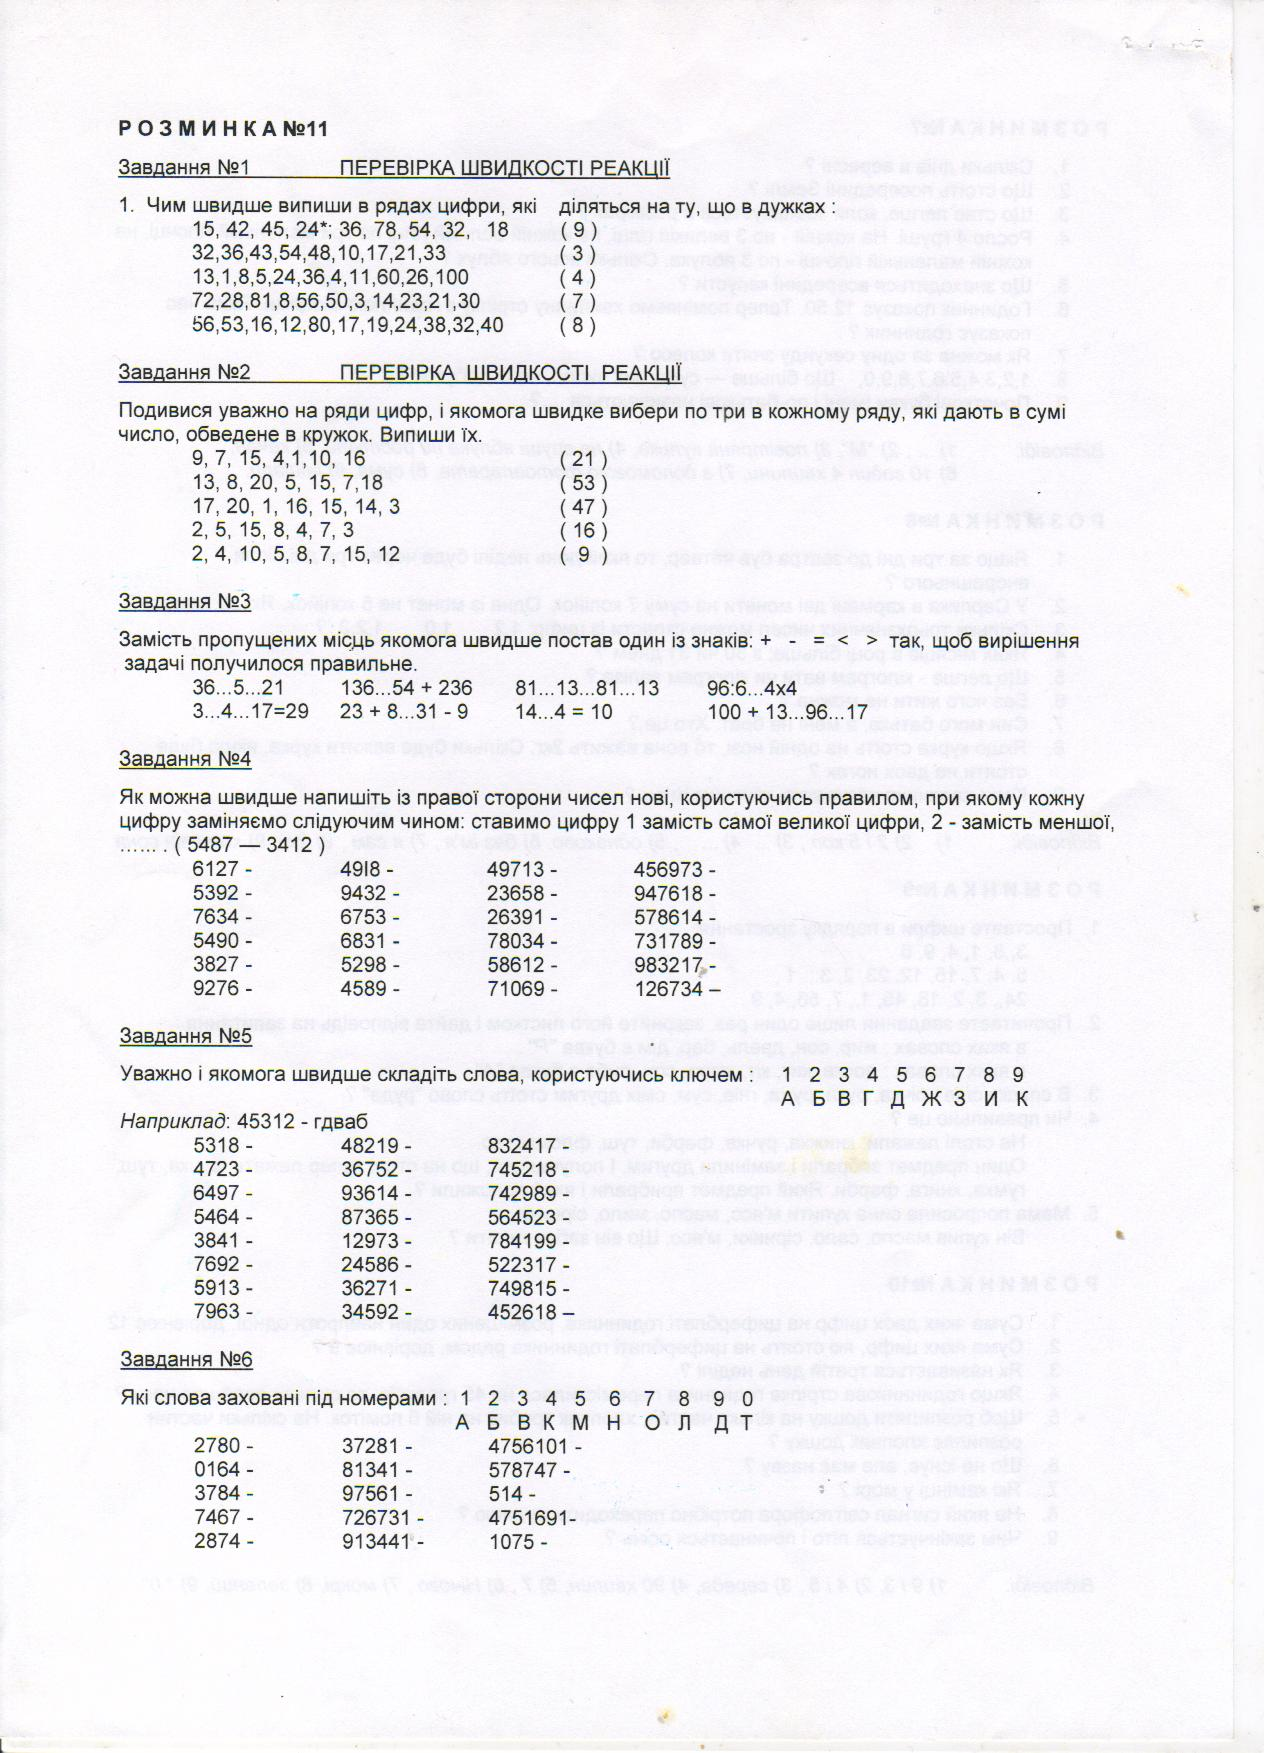 Р О З М И Н К А №11
Завдання №1 ПЕРЕВІРКА ШВИДКОСТІ РЕАКЦІЇ
1. Чим швидше випиши в рядах цифри, які діляться на ту, що в дужках :
15, 42, 45, 24*; 36, 78, 54, 32, 18 ( 9 )
32,36,43,54,48,10,17,21,33 ( 3 )
13,1,8,5,24,36,4,11,60,26,100 ( 4 )
72,28,81,8,56,50,3,14,23,21,30 ( 7 )
56,53,16,12,80,17,19,24,38,32,40 ( 8 )
Завдання №2 ПЕРЕВІРКА ШВИДКОСТІ РЕАКЦІЇ
Подивися уважно на ряди цифр, і якомога швидке вибери по три в кожному ряду, які дають в сумі
число, обведене в кружок. Випиши їх.
9, 7, 15, 4,1,10, 16 ( 21 )
13, 8, 20, 5, 15, 7,18 ( 53 )
17, 20, 1, 16, 15, 14, 3 ( 47 )
2, 5, 15, 8, 4, 7, 3 ( 16 )
2, 4, 10, 5, 8, 7, 15, 12 ( 9 )
Завдання №3
Замість пропущених місць якомога швидше постав один із знаків: + - = < > так, щоб вирішення
задачі получилося правильне.
36...5...21 136...54 + 236 81...13...81...13 96:6...4х4
3...4...17=29 23 + 8...31 - 9 14...4 = 10 100 + 13...96...17
Завдання №4
Як можна швидше напишіть із правої сторони чисел нові, користуючись правилом, при якому кожну
цифру заміняємо слідуючим чином: ставимо цифру 1 замість самої великої цифри, 2 - замість меншої,
...... . ( 5487 — 3412 )
6127 - 49І8 - 49713 - 456973 -
5392 - 9432 - 23658 - 947618 -
7634 - 6753 - 26391 - 578614 -
5490 - 6831 - 78034 - 731789 -
3827 - 5298 - 58612 - 983217 -
9276 - 4589 - 71069 - 126734 –
Завдання №5
Уважно і якомога швидше складіть слова, користуючись ключем : 1 2 3 4 5 6 7 8 9
А Б В Г Д Ж З И К
Наприклад: 45312 - гдваб
5318 - 48219 - 832417 -
4723 - 36752 - 745218 -
6497 - 93614 - 742989 -
5464 - 87365 - 564523 -
3841 - 12973 - 784199 -
7692 - 24586 - 522317 -
5913 - 36271 - 749815 -
7963 - 34592 - 452618 –
Завдання №6
Які слова заховані під номерами : 1 2 3 4 5 6 7 8 9 0
А Б В К М Н О Л Д Т
2780 - 37281 - 4756101 -
0164 - 81341 - 578747 -
3784 - 97561 - 514 -
7467 - 726731 - 4751691-
2874 - 913441 - 1075 -